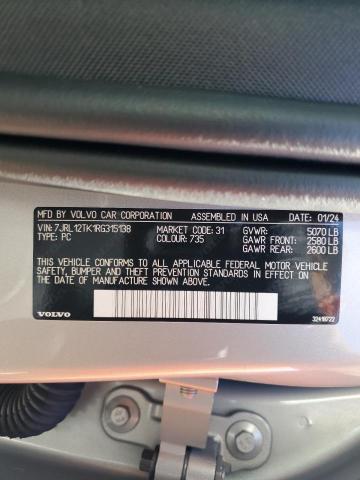 MFD BY VOLVO CAR CORPORATION ASSEMBLED IN USA DATE: 01/24
VIN: 7JRL12TK1RG315138 MARKET CODE: 31 GVWR: 5070 LB
TYPE: PC COLOUR: 735 GAWR FRONT: 2580 LB
GAWR REAR: 2600 LB
THIS VEHICLE CONFORMS TO ALL APPLICABLE FEDERAL MOTOR VEHICLE
SAFETY, BUMPER AND THEFT PREVENTION STANDARDS IN EFFECT ON
THE DATE OF MANUFACTURE SHOWN ABOVE.
VOLVO 32419722